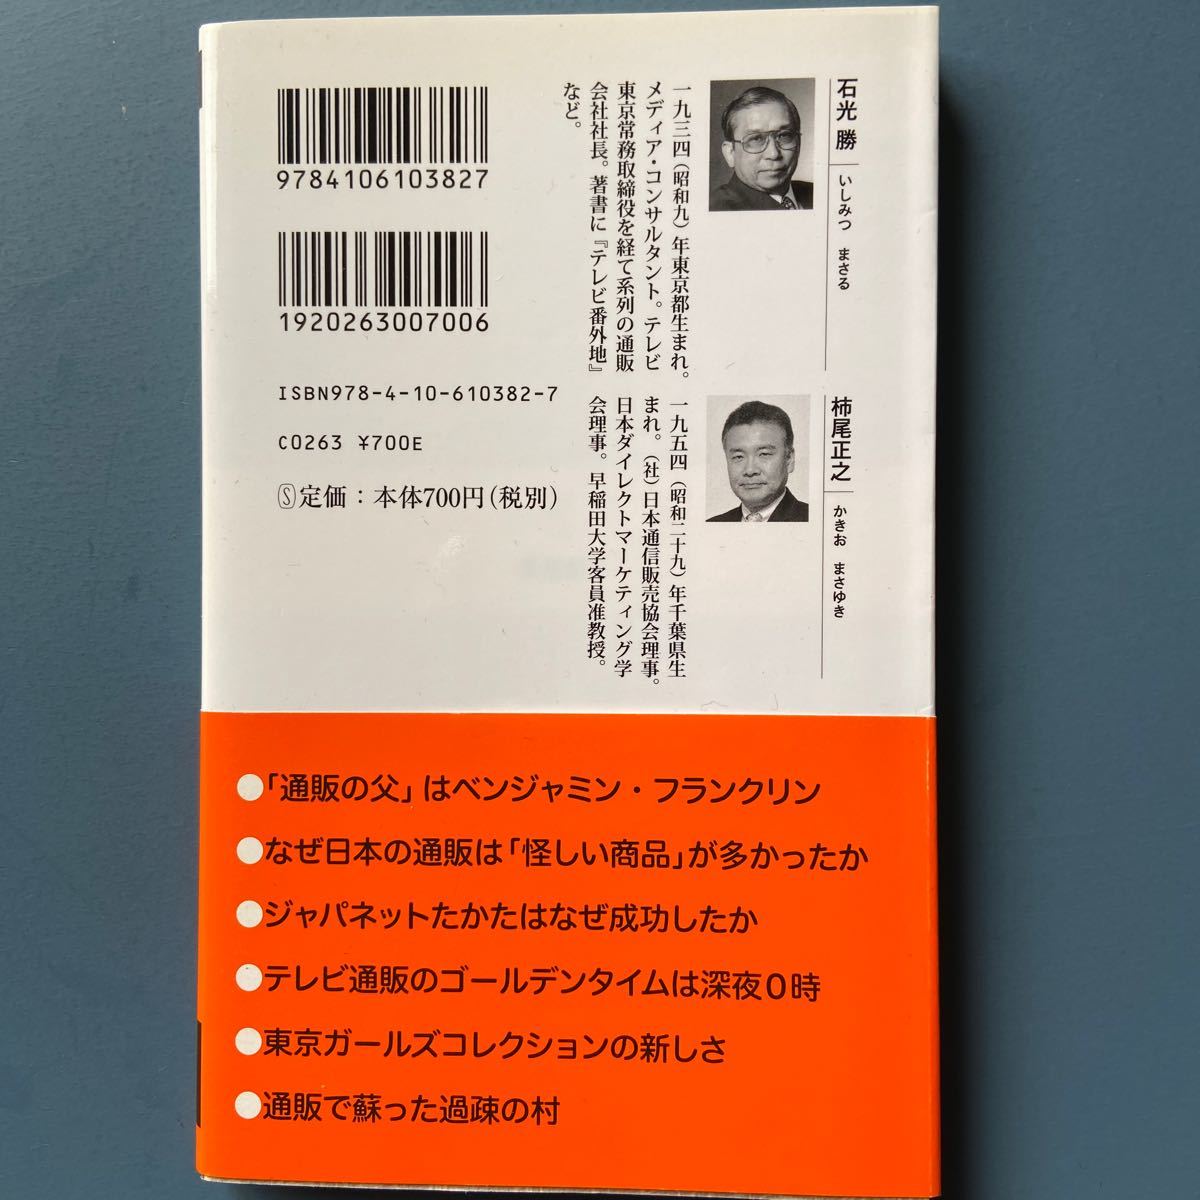 石光 勝
いしみつ まさる
一九三四(昭和九)年東京都生まれ。
メディア・コンサルタント。テレビ
東京常務取締役を経て系列の通販
会社社長。著書に『テレビ番外地』
など。
柿尾正之
かきお まさゆき
一九五四(昭和二十九)年千葉県生
まれ。(社)日本通信販売協会理事。
日本ダイレクトマーケティング学
会理事。早稲田大学客員准教授。
9784106103827
1920263007006
ISBN978-4-10-610382-7
C0263 ¥700E
Ⓢ定価：本体700円(税別)
●「通販の父」はベンジャミン・フランクリン
●なぜ日本の通販は「怪しい商品」が多かったか
●ジャパネットたかたはなぜ成功したか
●テレビ通販のゴールデンタイムは深夜0時
●東京ガールズコレクションの新しさ
●通販で蘇った過疎の村